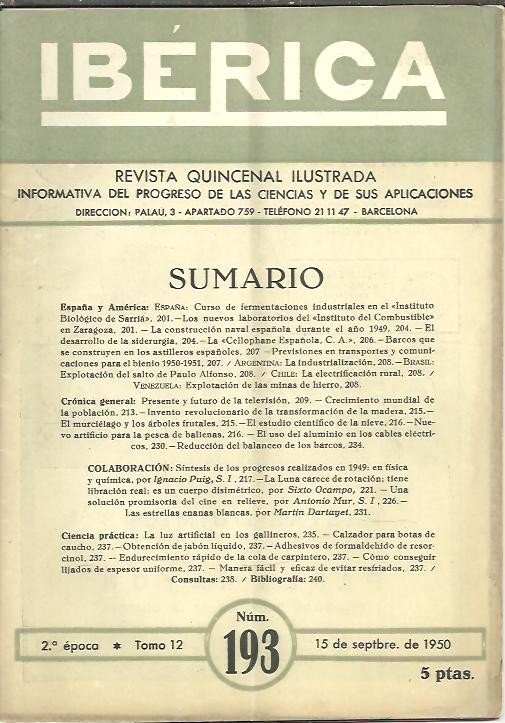 IBÉRICA
REVISTA QUINCENAL ILUSTRADA
INFORMATIVA DEL PROGRESO DE LAS CIENCIAS Y DE SUS APLICACIONES
DIRECCION: PALAU, 3 - APARTADO 759 - TELÉFONO 21 11 47 - BARCELONA
SUMARIO
España y América: ESPAÑA: Curso de fermentaciones industriales en el «Instituto
Biológico de Sarriá», 201.—Los nuevos laboratorios del «Instituto del Combustible»
en Zaragoza, 201. — La construcción naval española durante el año 1949, 204. — El
desarrollo de la siderurgia, 204.—La «Cellophane Española, C. A.», 206.—Barcos que
se construyen en los astilleros españoles, 207 —Previsiones en transportes y comuni-
caciones para el bienio 1950-1951, 207. / ARGENTINA: La industrialización, 208.—BRASIL:
Explotación del salto de Paulo Alfonso, 208. / CHILE: La electrificación rural, 208. /
VENEZUELA: Explotación de las minas de hierro, 208.
Crónica general: Presente y futuro de la televisión, 209. — Crecimiento mundial de
la población, 213.—Invento revolucionario de la transformación de la madera, 215.—
El murciélago y los árboles frutales, 215.—El estudio científico de la nieve, 216.—Nue-
vo artificio para la pesca de ballenas, 216. — El uso del aluminio en los cables eléctri-
cos, 230.—Reducción del balanceo de los barcos, 234.
COLABORACIÓN: Síntesis de los progresos realizados en 1949: en física
y química, por Ignacio Puig, S. I, 217.—La Luna carece de rotación; tiene
libración real; es un cuerpo disimétrico, por Sixto Ocampo, 221. — Una
solución promisoria del cine en relieve, por Antonio Mur, S. I, 226.—
Las estrellas enanas blancas, por Martín Dartayet, 231.
Ciencia práctica: La luz artificial en los gallineros, 235. — Calzador para botas de
caucho, 237.—Obtención de jabón líquido, 237.—Adhesivos de formaldehido de resor-
cinol, 237.—Endurecimiento rápido de la cola de carpintero, 237. — Cómo conseguir
lijados de espesor uniforme, 237. — Manera fácil y eficaz de evitar resfriados, 237. /
Consultas: 238. / Bibliografía: 240.
Núm.
2.ª época * Tomo 12 193 15 de septbre. de 1950
5 ptas.